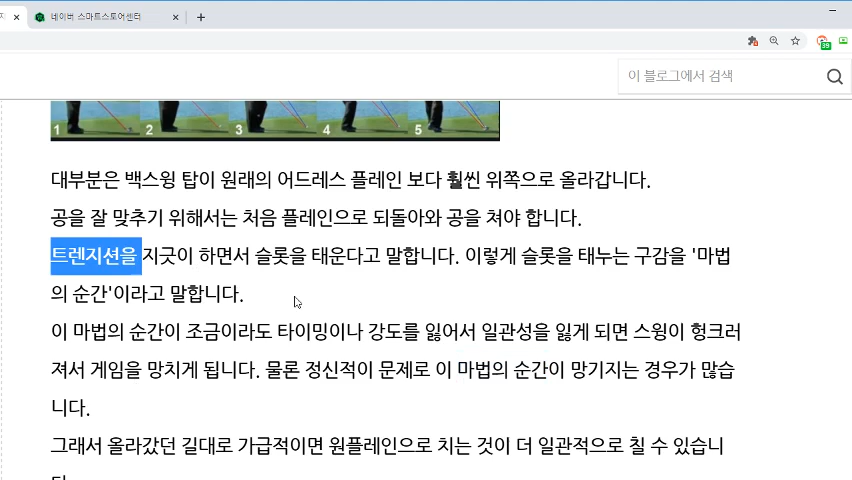 네이버 스마트스토어센터
39
이 블로그에서 검색
1 2 3 4 5
대부분은 백스윙 탑이 원래의 어드레스 플레인 보다 훨씬 위쪽으로 올라갑니다.
공을 잘 맞추기 위해서는 처음 플레인으로 되돌아와 공을 쳐야 합니다.
트렌지션을 지긋이 하면서 슬롯을 태운다고 말합니다. 이렇게 슬롯을 태누는 구감을 '마법
의 순간'이라고 말합니다.
이 마법의 순간이 조금이라도 타이밍이나 강도를 잃어서 일관성을 잃게 되면 스윙이 헝크러
져서 게임을 망치게 됩니다. 물론 정신적이 문제로 이 마법의 순간이 망기지는 경우가 많습
니다.
그래서 올라갔던 길대로 가급적이면 원플레인으로 치는 것이 더 일관적으로 칠 수 있습니